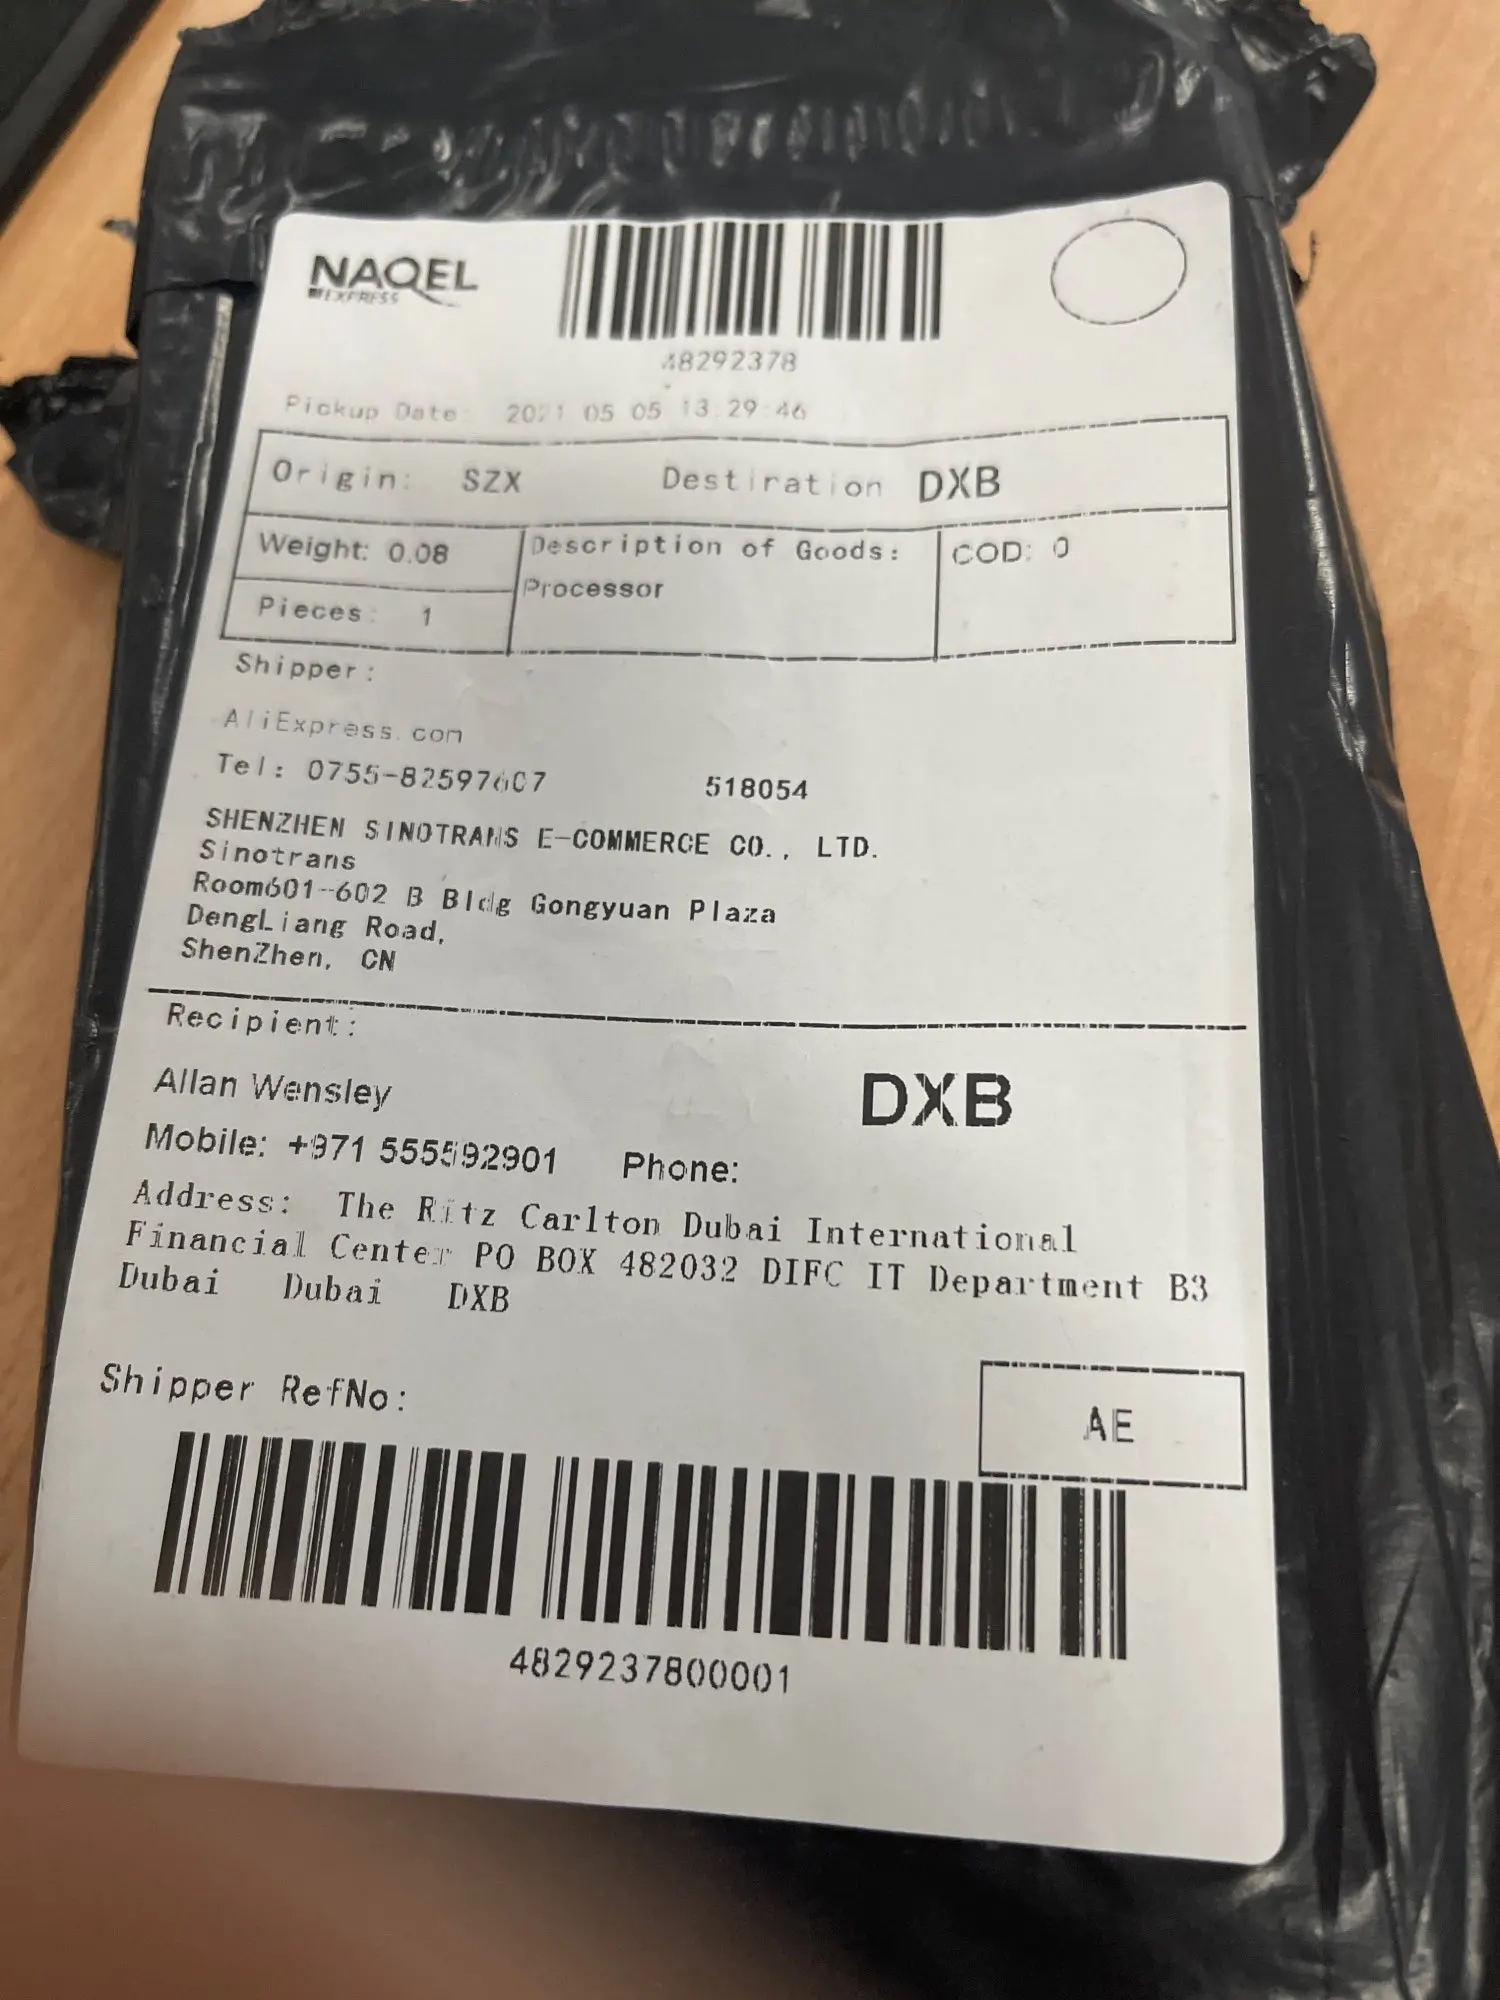 NAQEL
EXPRESS
48292378
Pickup Date: 2021 05 05 13:29:46
Origin: SZX Destination DXB
Weight: 0.08 Description of Goods: COD: 0
Processor
Pieces: 1
Shipper:
AliExpress.com
Tel: 0755-82597607 518054
SHENZHEN SINOTRANS E-COMMERCE CO., LTD.
Sinotrans
Room601-602 B Bldg Gongyuan Plaza
DengLiang Road,
ShenZhen, CN
Recipient:
Allan Wensley DXB
Mobile: +971 555592901 Phone:
Address: The Ritz Carlton Dubai International
Financial Center PO BOX 482032 DIFC IT Department B3
Dubai Dubai DXB
Shipper RefNo:
AE
4829237800001